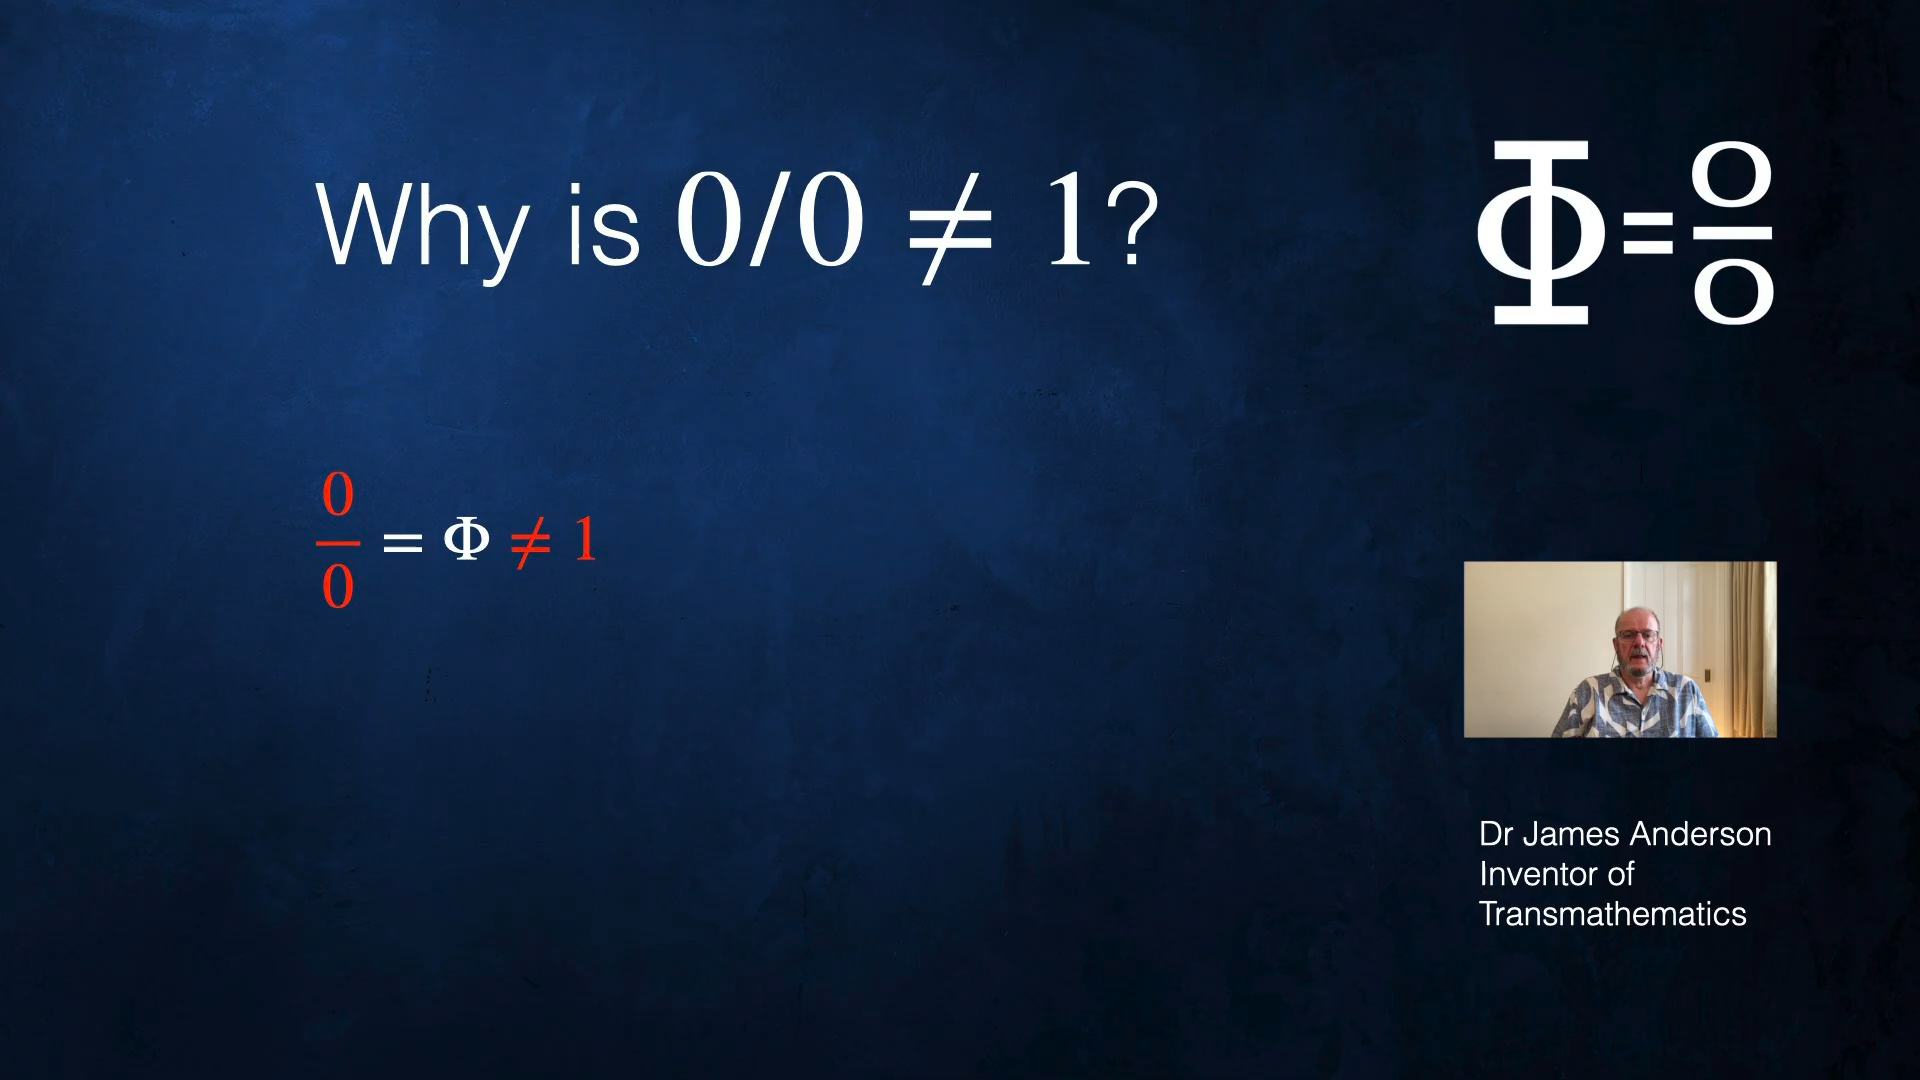 Why is 0/0 ≠ 1?
Φ = 0/0
0/0 = Φ ≠ 1
Dr James Anderson
Inventor of
Transmathematics